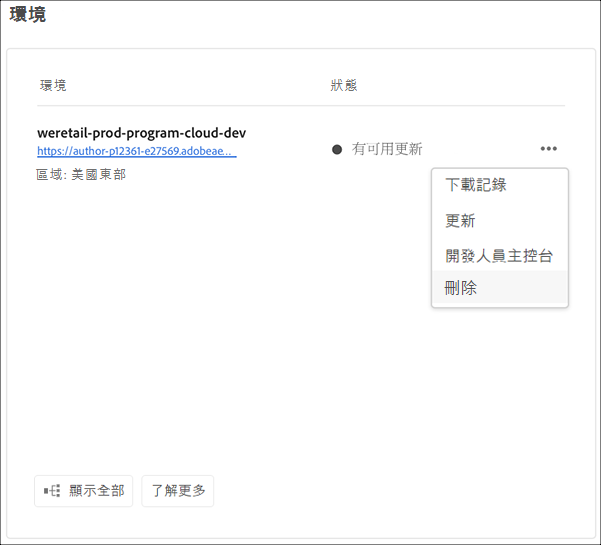 環境
環境 狀態
weretail-prod-program-cloud-dev
https://author-p12361-e27569.adobeae...
有可用更新
區域: 美國東部
下載記錄
更新
開發人員主控台
刪除
顯示全部 了解更多